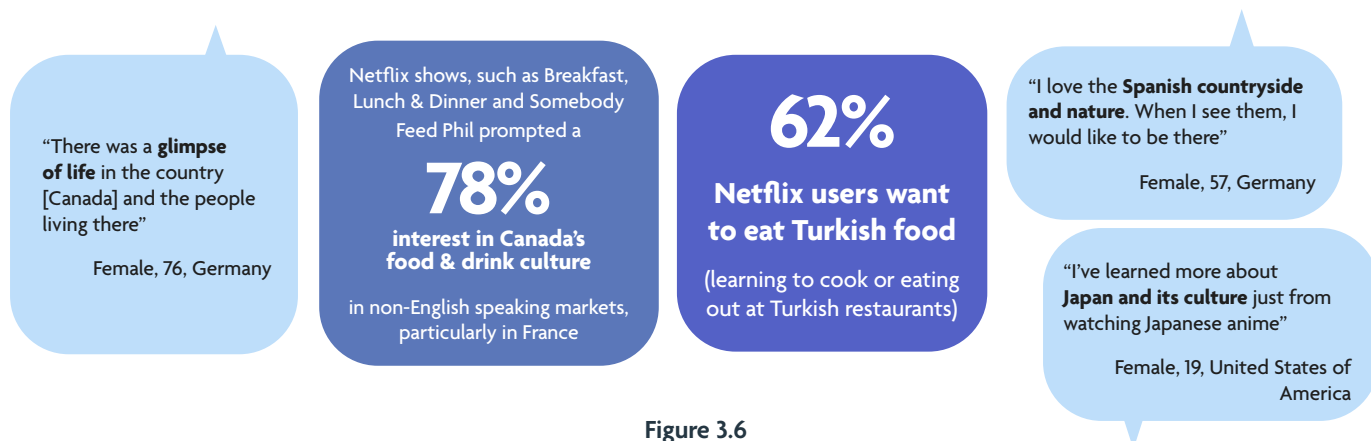 “There was a glimpse
of life in the country
[Canada] and the people
living there”
Female, 76, Germany
Netflix shows, such as Breakfast,
Lunch & Dinner and Somebody
Feed Phil prompted a
78%
interest in Canada’s
food & drink culture
in non-English speaking markets,
particularly in France
62%
Netflix users want
to eat Turkish food
(learning to cook or eating
out at Turkish restaurants)
“I love the Spanish countryside
and nature. When I see them, I
would like to be there”
Female, 57, Germany
“I’ve learned more about
Japan and its culture just from
watching Japanese anime”
Female, 19, United States of
America
Figure 3.6